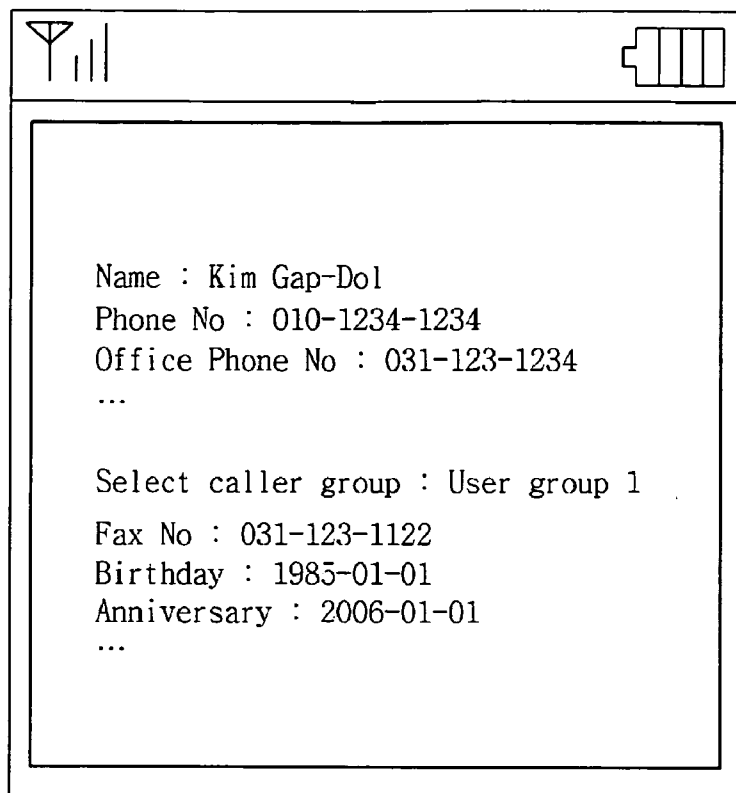 Name : Kim Gap-Dol
Phone No : 010-1234-1234
Office Phone No : 031-123-1234
...
Select caller group : User group 1
Fax No : 031-123-1122
Birthday : 1985-01-01
Anniversary : 2006-01-01
...